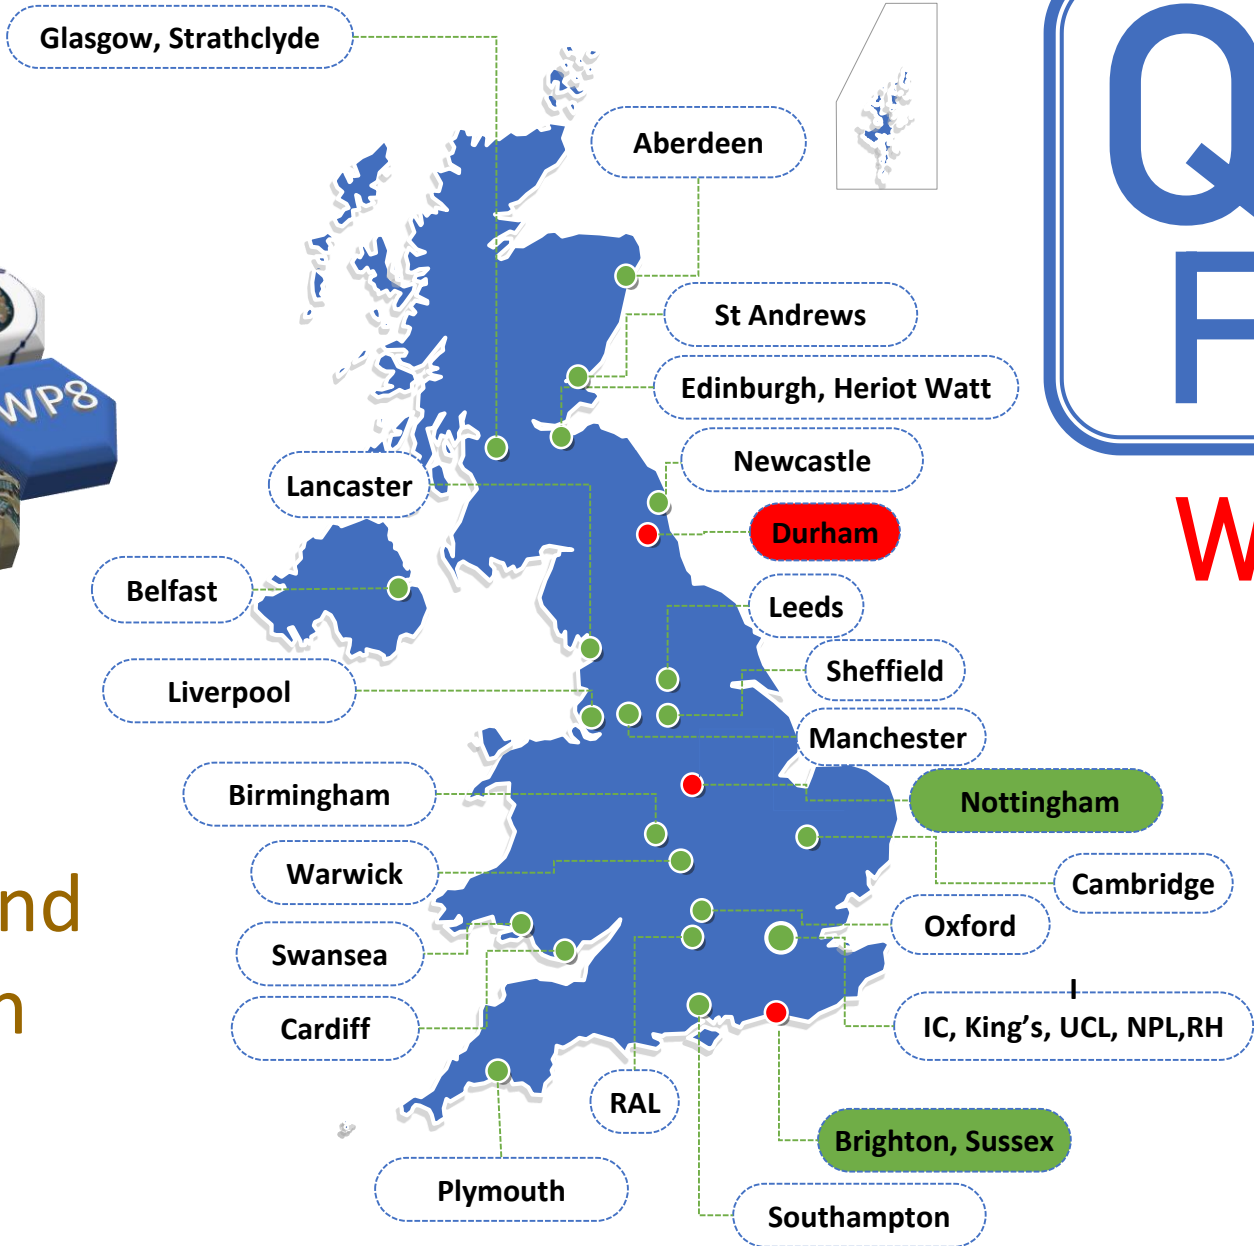 Glasgow, Strathclyde
Q
Aberdeen
F
St Andrews
WP8
Edinburgh, Heriot Watt
Newcastle
Lancaster
W
Durham
Belfast
Leeds
Sheffield
Liverpool
Manchester
Birmingham
Nottingham
Warwick
Cambridge
nd
Oxford
Swansea
n
I
Cardiff
IC, King’s, UCL, NPL,RH
RAL
Brighton, Sussex
Plymouth
Southampton